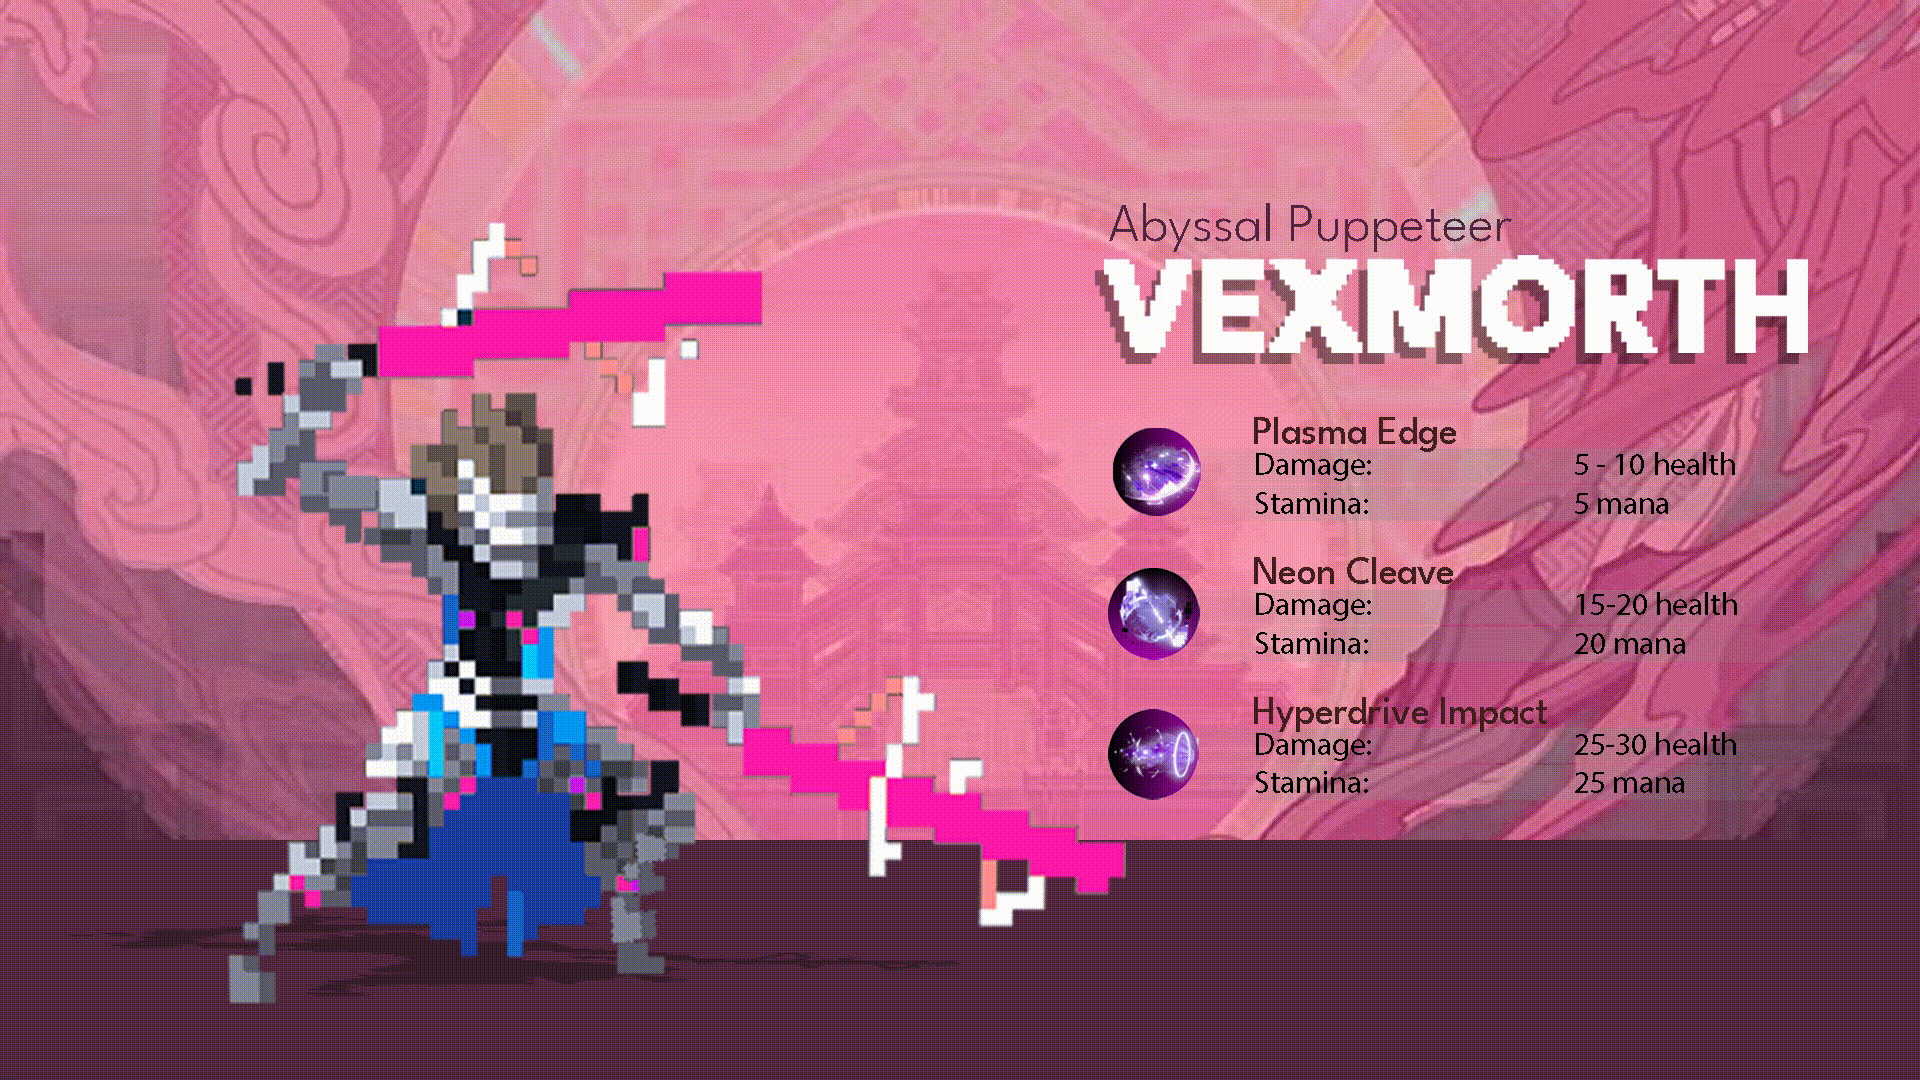 Abyssal Puppeteer
VEXMORTH
Plasma Edge
Damage: 5 - 10 health
Stamina: 5 mana
Neon Cleave
Damage: 15-20 health
Stamina: 20 mana
Hyperdrive Impact
Damage: 25-30 health
Stamina: 25 mana